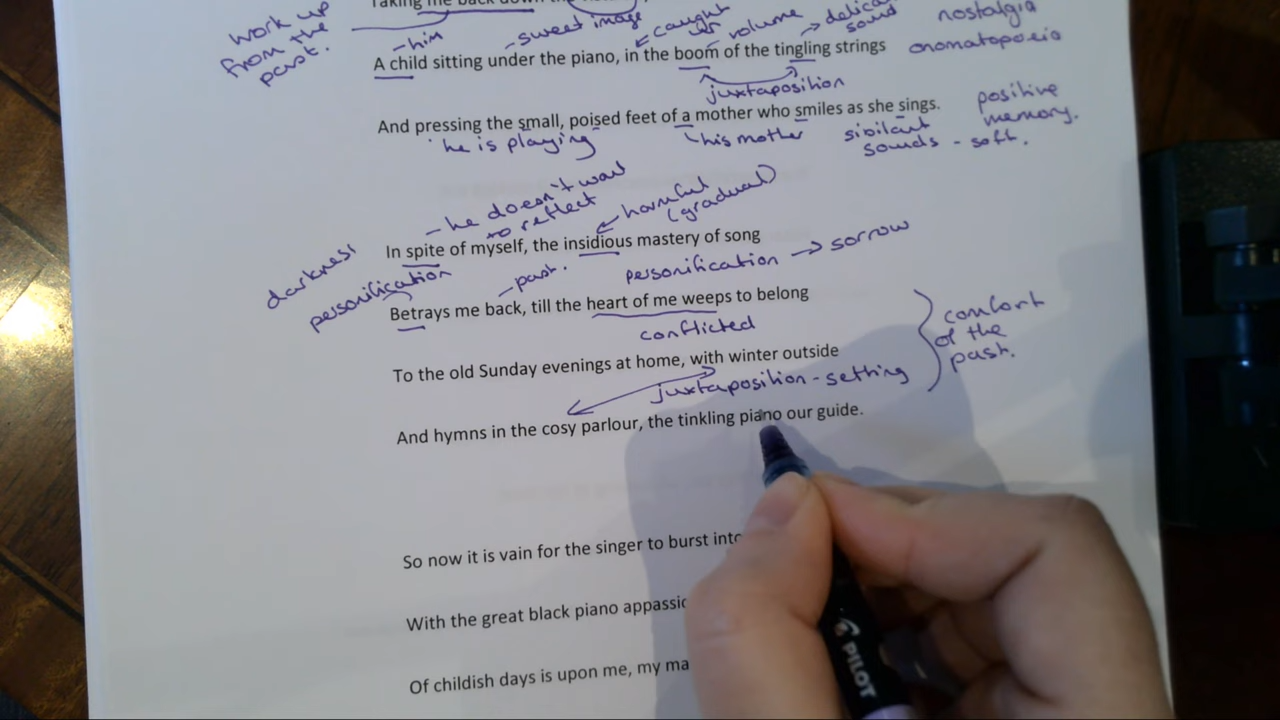 Taking me back down the
work up
from the
past.
-him
-sweet image
caught
volume
delicate
sound
nostalgia
A child sitting under the piano, in the boom of the tingling strings
onomatopoeia
juxtaposition
And pressing the small, poised feet of a mother who smiles as she sings.
positive
memory.
he is playing
his mother
sibilant
sounds - soft.
- he doesn't want
to reflect
harmful
(gradual)
In spite of myself, the insidious mastery of song
darkness
personification
-past.
personification → sorrow
Betrays me back, till the heart of me weeps to belong
conflicted
comfort
of the
past.
To the old Sunday evenings at home, with winter outside
juxtaposition - setting
And hymns in the cosy parlour, the tinkling piano our guide.
So now it is vain for the singer to burst into
With the great black piano appassio
Of childish days is upon me, my ma
PILOT